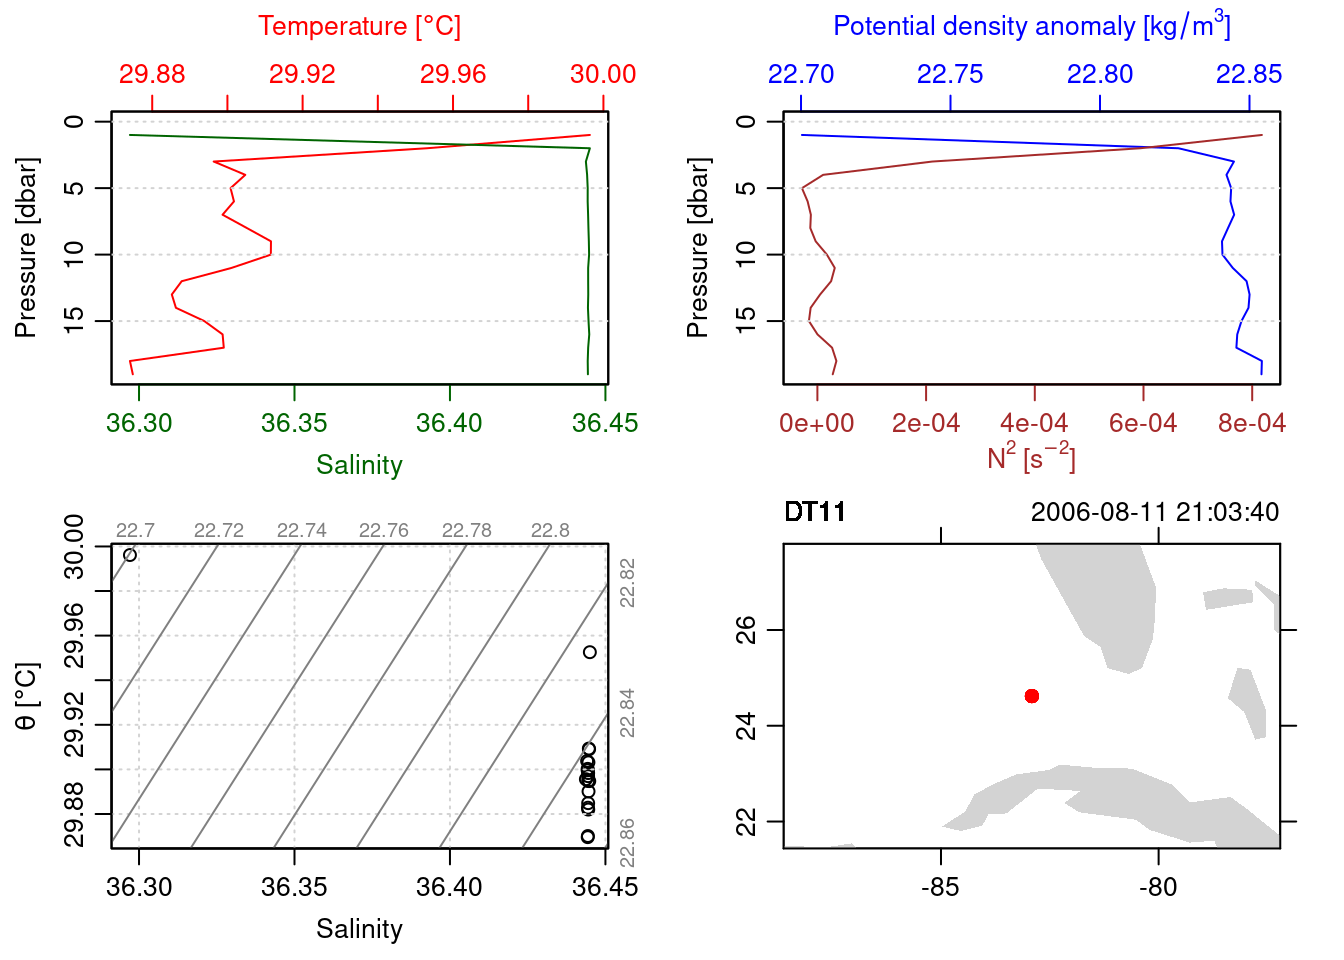 Temperature [°C]
29.88 29.92 29.96 30.00
Pressure [dbar]
0
5
10
15
36.30 36.35 36.40 36.45
Salinity
Potential density anomaly [kg/m³]
22.70 22.75 22.80 22.85
Pressure [dbar]
0
5
10
15
0e+00 2e-04 4e-04 6e-04 8e-04
N² [s⁻²]
22.7 22.72 22.74 22.76 22.78 22.8
22.82
22.84
22.86
θ [°C]
30.00
29.96
29.92
29.88
36.30 36.35 36.40 36.45
Salinity
DT11 2006-08-11 21:03:40
26
24
22
-85 -80